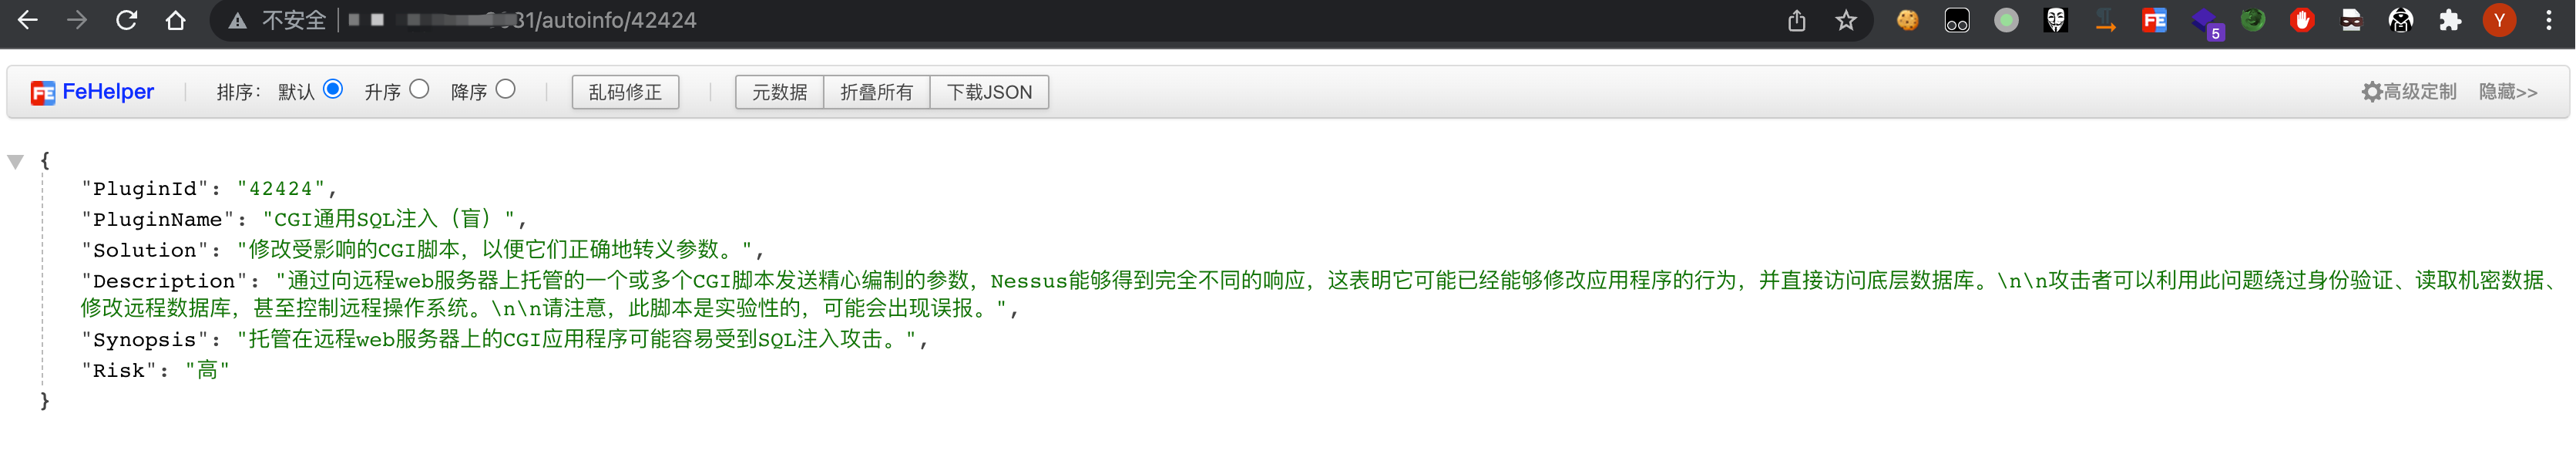 不安全 31/autoinfo/42424
FE Y
5
FE FeHelper 排序: 默认 升序 降序 乱码修正 元数据 折叠所有 下载JSON 高级定制 隐藏>>
{
"PluginId": "42424",
"PluginName": "CGI通用SQL注入（盲）",
"Solution": "修改受影响的CGI脚本，以便它们正确地转义参数。",
"Description": "通过向远程web服务器上托管的一个或多个CGI脚本发送精心编制的参数，Nessus能够得到完全不同的响应，这表明它可能已经能够修改应用程序的行为，并直接访问底层数据库。\n\n攻击者可以利用此问题绕过身份验证、读取机密数据、
修改远程数据库，甚至控制远程操作系统。\n\n请注意，此脚本是实验性的，可能会出现误报。",
"Synopsis": "托管在远程web服务器上的CGI应用程序可能容易受到SQL注入攻击。",
"Risk": "高"
}